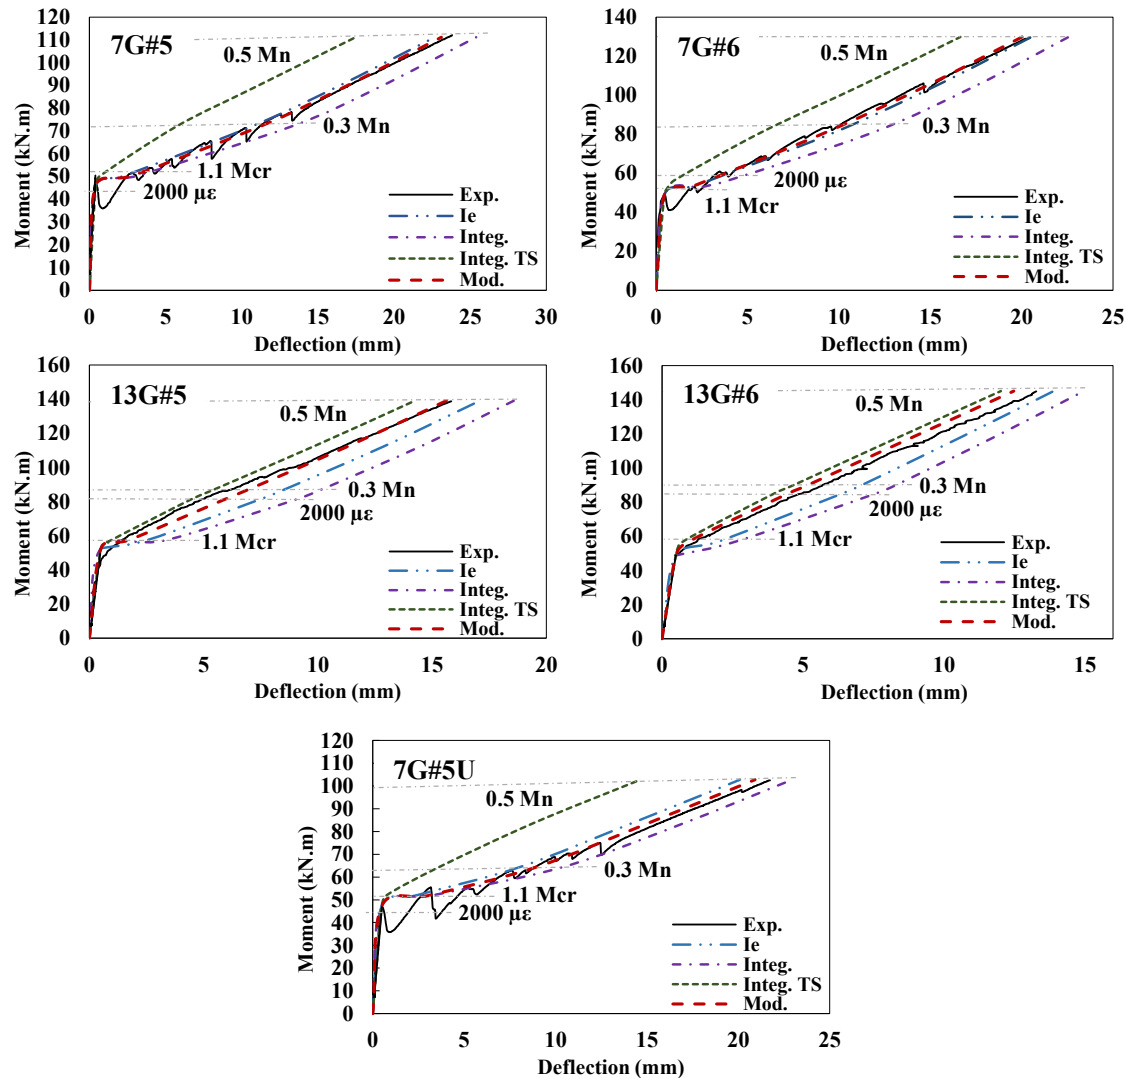 120
110
100
90
80
70
60
50
40
30
20
10
0
Moment (kN.m)
7G#5
0.5 Mn
0.3 Mn
1.1 Mcr
2000 με
Exp.
Ie
Integ.
Integ. TS
Mod.
0 5 10 15 20 25 30
Deflection (mm)
140
120
100
80
60
40
20
0
Moment (kN.m)
7G#6
0.5 Mn
0.3 Mn
2000 με
1.1 Mcr
Exp.
Ie
Integ.
Integ. TS
Mod.
0 5 10 15 20 25
Deflection (mm)
160
140
120
100
80
60
40
20
0
Moment (kN.m)
13G#5
0.5 Mn
0.3 Mn
2000 με
1.1 Mcr
Exp.
Ie
Integ.
Integ. TS
Mod.
0 5 10 15 20
Deflection (mm)
160
140
120
100
80
60
40
20
0
Moment (kN.m)
13G#6
0.5 Mn
0.3 Mn
2000 με
1.1 Mcr
Exp.
Ie
Integ.
Integ. TS
Mod.
0 5 10 15
Deflection (mm)
120
110
100
90
80
70
60
50
40
30
20
10
0
Moment (kN.m)
7G#5U
0.5 Mn
0.3 Mn
1.1 Mcr
2000 με
Exp.
Ie
Integ.
Integ. TS
Mod.
0 5 10 15 20 25
Deflection (mm)